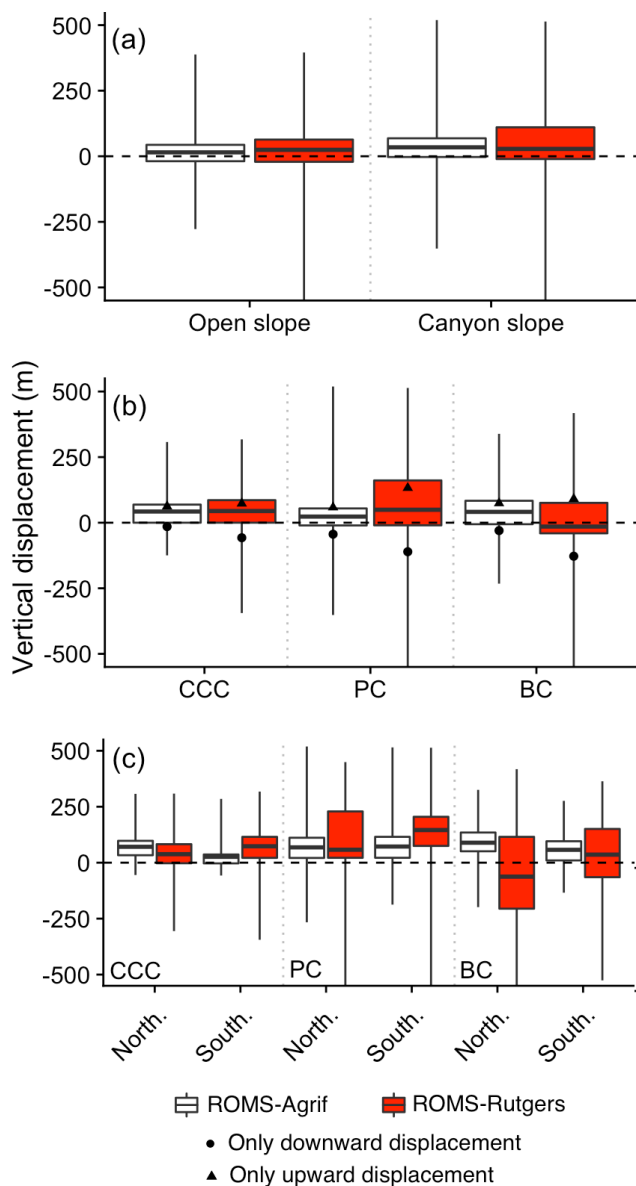 (a)
500
250
0
-250
-500
Open slope
Canyon slope
Vertical displacement (m)
(b)
500
250
0
-250
-500
CCC
PC
BC
(c)
500
250
0
-250
-500
CCC
PC
BC
North.
South.
North.
South.
North.
South.
ROMS-Agrif
ROMS-Rutgers
Only downward displacement
Only upward displacement